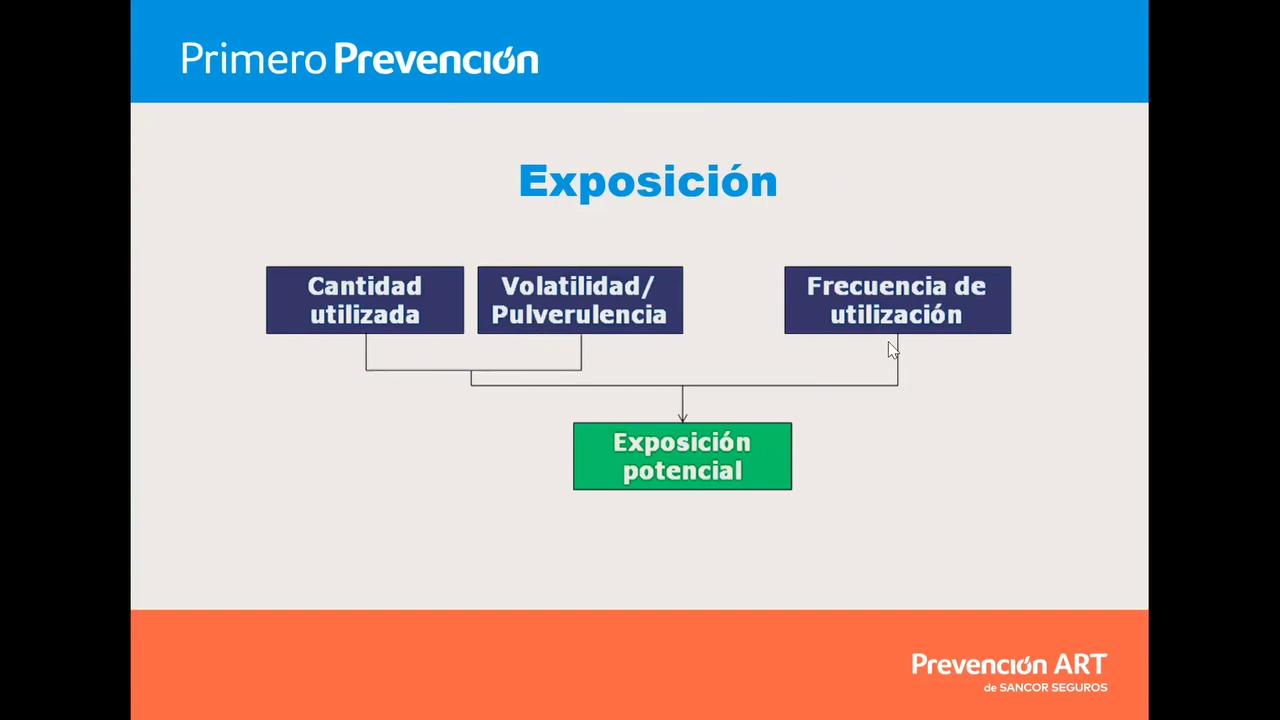 Primero Prevención
Exposición
Cantidad
utilizada
Volatilidad/
Pulverulencia
Frecuencia de
utilización
Exposición
potencial
Prevención ART
de SANCOR SEGUROS